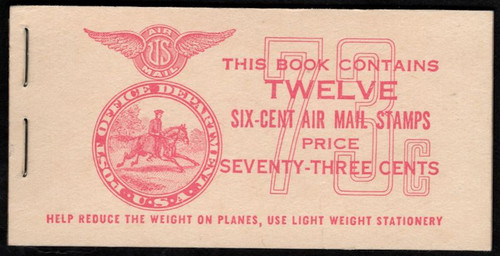 AIR
US
MAIL
POST OFFICE DEPARTMENT
U.S.A.
73c
THIS BOOK CONTAINS
TWELVE
SIX-CENT AIR MAIL STAMPS
PRICE
SEVENTY-THREE CENTS
HELP REDUCE THE WEIGHT ON PLANES, USE LIGHT WEIGHT STATIONERY